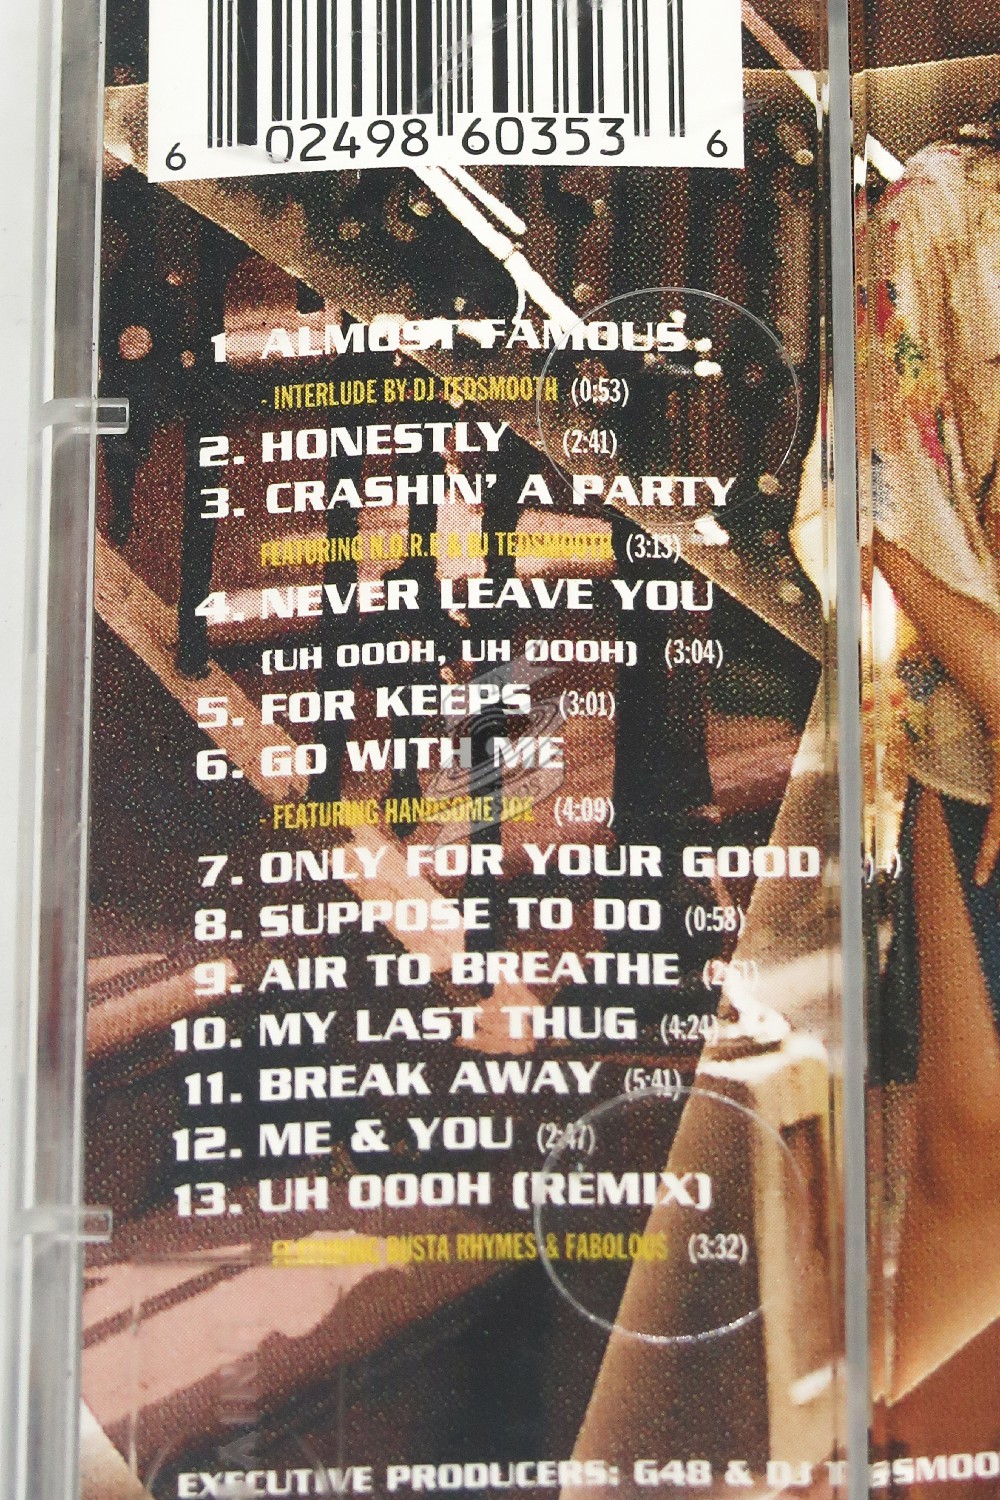 6 02498 60353 6
1 ALMOST FAMOUS
- INTERLUDE BY DJ TEDSMOOTH (0:53)
2. HONESTLY - (2:41)
3. CRASHIN' A PARTY
FEATURING N.O.R.E & DJ TEDSMOOTH (3:13)
4. NEVER LEAVE YOU
(UH OOOH, UH OOOH) (3:04)
5. FOR KEEPS (3:01)
6. GO WITH ME
- FEATURING HANDSOME JOE (4:09)
7. ONLY FOR YOUR GOOD
8. SUPPOSE TO DO (0:58)
9. AIR TO BREATHE
10. MY LAST THUG (4:24)
11. BREAK AWAY (5:41)
12. ME & YOU (2:47)
13. UH OOOH (REMIX)
FEATURING BUSTA RHYMES & FABOLOUS (3:32)
EXECUTIVE PRODUCERS: G48 & DJ TEDSMOO